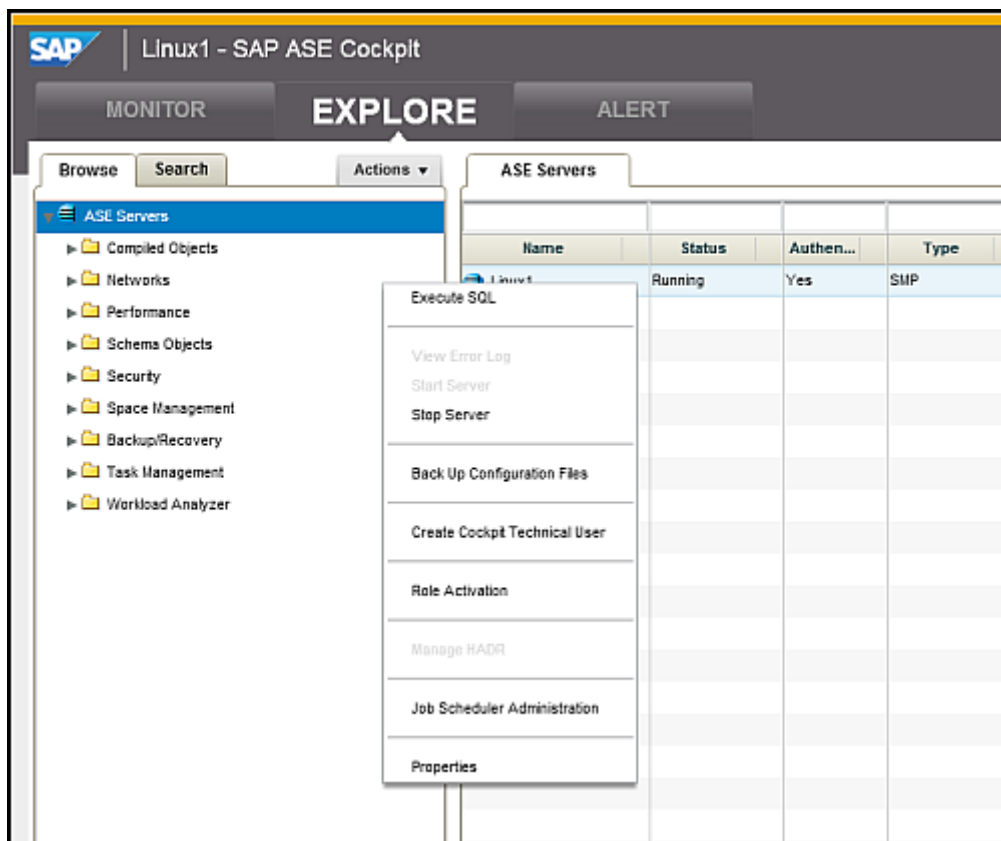 SAP
Linux1 - SAP ASE Cockpit
MONITOR
EXPLORE
ALERT
Browse
Search
Actions
ASE Servers
ASE Servers
Name
Status
Authen...
Type
Compiled Objects
Networks
Linux1
Running
Yes
SMP
Performance
Schema Objects
Security
Space Management
Backup/Recovery
Task Management
Workload Analyzer
Execute SQL
View Error Log
Start Server
Stop Server
Back Up Configuration Files
Create Cockpit Technical User
Role Activation
Manage HADR
Job Scheduler Administration
Properties